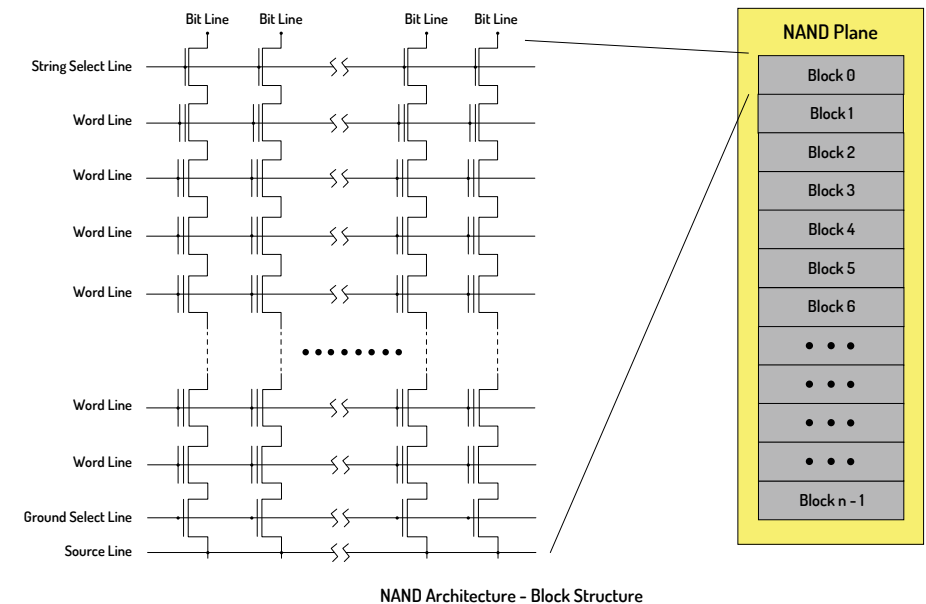 Bit Line Bit Line Bit Line Bit Line
String Select Line
Word Line
Word Line
Word Line
Word Line
Word Line
Word Line
Ground Select Line
Source Line
NAND Plane
Block 0
Block 1
Block 2
Block 3
Block 4
Block 5
Block 6
Block n - 1
NAND Architecture - Block Structure